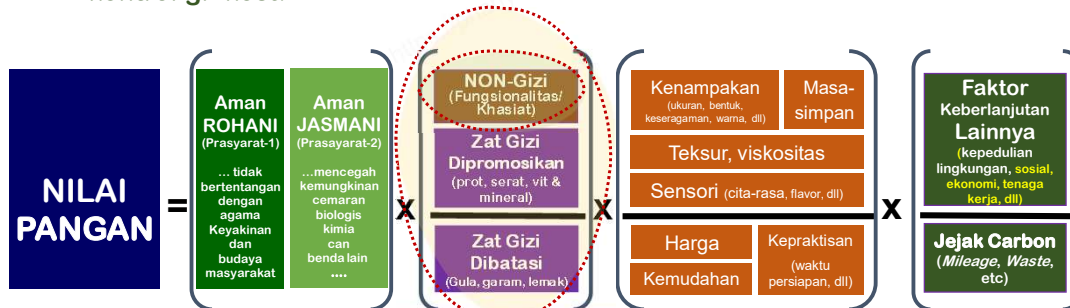 NILAI
PANGAN
=
Aman
ROHANI
(Prasyarat-1)
... tidak
bertentangan
dengan
agama
Keyakinan
dan
budaya
masyarakat
Aman
JASMANI
(Prasayarat-2)
...mencegah
kemungkinan
cemaran
biologis
kimia
can
benda lain
....
x
NON-Gizi
(Fungsionalitas/
Khasiat)
Zat Gizi
Dipromosikan
(prot, serat, vit &
mineral)
Zat Gizi
Dibatasi
(Gula, garam, lemak)
x
Kenampakan
(ukuran, bentuk,
keseragaman, warna, dll)
Masa-
simpan
Teksur, viskositas
Sensori (cita-rasa, flavor, dll)
Harga
Kemudahan
Kepraktisan
(waktu
persiapan, dll)
x
Faktor
Keberlanjutan
Lainnya
(kepedulian
lingkungan, sosial,
ekonomi, tenaga
kerja, dll)
Jejak Carbon
(Mileage, Waste,
etc)